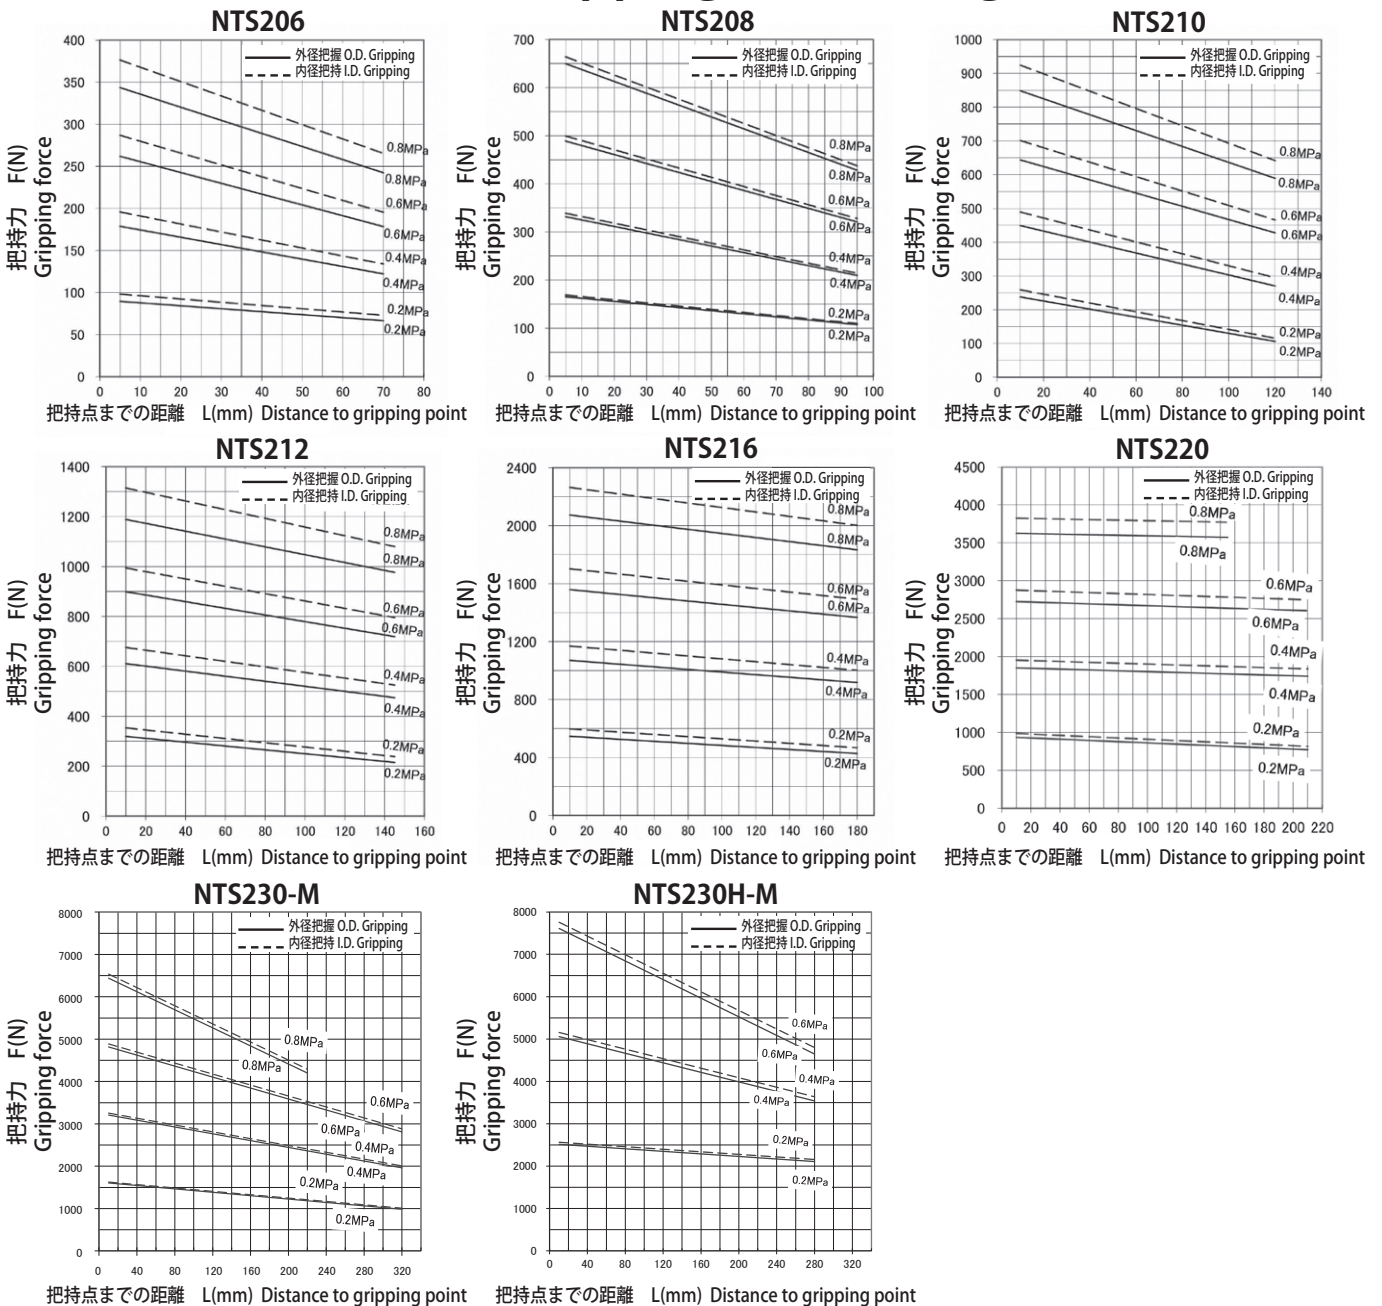 NTS206
外径把握 O.D. Gripping
内径把持 I.D. Gripping
400
350
300
250
200
150
100
50
0
0 10 20 30 40 50 60 70 80
0.8MPa
0.8MPa
0.6MPa
0.6MPa
0.4MPa
0.4MPa
0.2MPa
0.2MPa
把持力 F(N)
Gripping force
把持点までの距離 L(mm) Distance to gripping point
NTS208
外径把握 O.D. Gripping
内径把持 I.D. Gripping
700
600
500
400
300
200
100
0
0 10 20 30 40 50 60 70 80 90 100
0.8MPa
0.8MPa
0.6MPa
0.6MPa
0.4MPa
0.4MPa
0.2MPa
0.2MPa
把持力 F(N)
Gripping force
把持点までの距離 L(mm) Distance to gripping point
NTS210
外径把握 O.D. Gripping
内径把持 I.D. Gripping
1000
900
800
700
600
500
400
300
200
100
0
0 20 40 60 80 100 120 140
0.8MPa
0.8MPa
0.6MPa
0.6MPa
0.4MPa
0.4MPa
0.2MPa
0.2MPa
把持力 F(N)
Gripping force
把持点までの距離 L(mm) Distance to gripping point
NTS212
外径把握 O.D. Gripping
内径把持 I.D. Gripping
1400
1200
1000
800
600
400
200
0
0 20 40 60 80 100 120 140 160
0.8MPa
0.8MPa
0.6MPa
0.6MPa
0.4MPa
0.4MPa
0.2MPa
0.2MPa
把持力 F(N)
Gripping force
把持点までの距離 L(mm) Distance to gripping point
NTS216
外径把握 O.D. Gripping
内径把持 I.D. Gripping
2400
2000
1600
1200
800
400
0
0 20 40 60 80 100 120 140 160 180
0.8MPa
0.8MPa
0.6MPa
0.6MPa
0.4MPa
0.4MPa
0.2MPa
0.2MPa
把持力 F(N)
Gripping force
把持点までの距離 L(mm) Distance to gripping point
NTS220
外径把握 O.D. Gripping
内径把持 I.D. Gripping
4500
4000
3500
3000
2500
2000
1500
1000
500
0
0 20 40 60 80 100 120 140 160 180 200 220
0.8MPa
0.8MPa
0.6MPa
0.6MPa
0.4MPa
0.4MPa
0.2MPa
0.2MPa
把持力 F(N)
Gripping force
把持点までの距離 L(mm) Distance to gripping point
NTS230-M
外径把握 O.D. Gripping
内径把持 I.D. Gripping
8000
7000
6000
5000
4000
3000
2000
1000
0
0 40 80 120 160 200 240 280 320
0.8MPa
0.8MPa
0.6MPa
0.6MPa
0.4MPa
0.4MPa
0.2MPa
0.2MPa
把持力 F(N)
Gripping force
把持点までの距離 L(mm) Distance to gripping point
NTS230H-M
外径把握 O.D. Gripping
内径把持 I.D. Gripping
8000
7000
6000
5000
4000
3000
2000
1000
0
0 40 80 120 160 200 240 280 320
0.6MPa
0.6MPa
0.4MPa
0.4MPa
0.2MPa
0.2MPa
把持力 F(N)
Gripping force
把持点までの距離 L(mm) Distance to gripping point